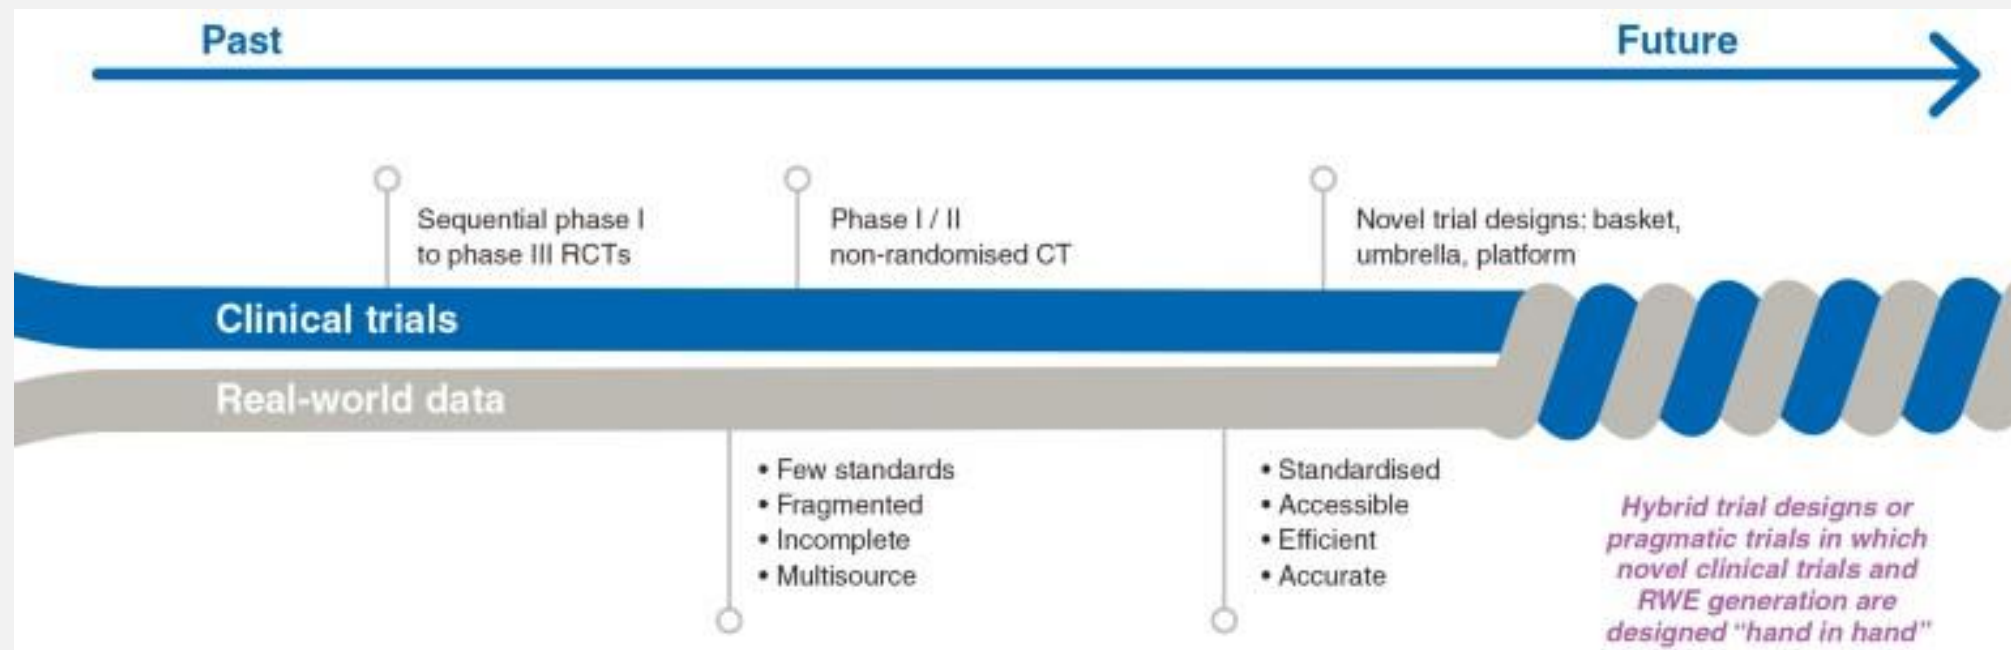 Past
Future
Sequential phase I
to phase III RCTs
Phase I / II
non-randomised CT
Novel trial designs: basket,
umbrella, platform
Clinical trials
Real-world data
• Few standards
• Fragmented
• Incomplete
• Multisource
• Standardised
• Accessible
• Efficient
• Accurate
Hybrid trial designs or
pragmatic trials in which
novel clinical trials and
RWE generation are
designed “hand in hand”